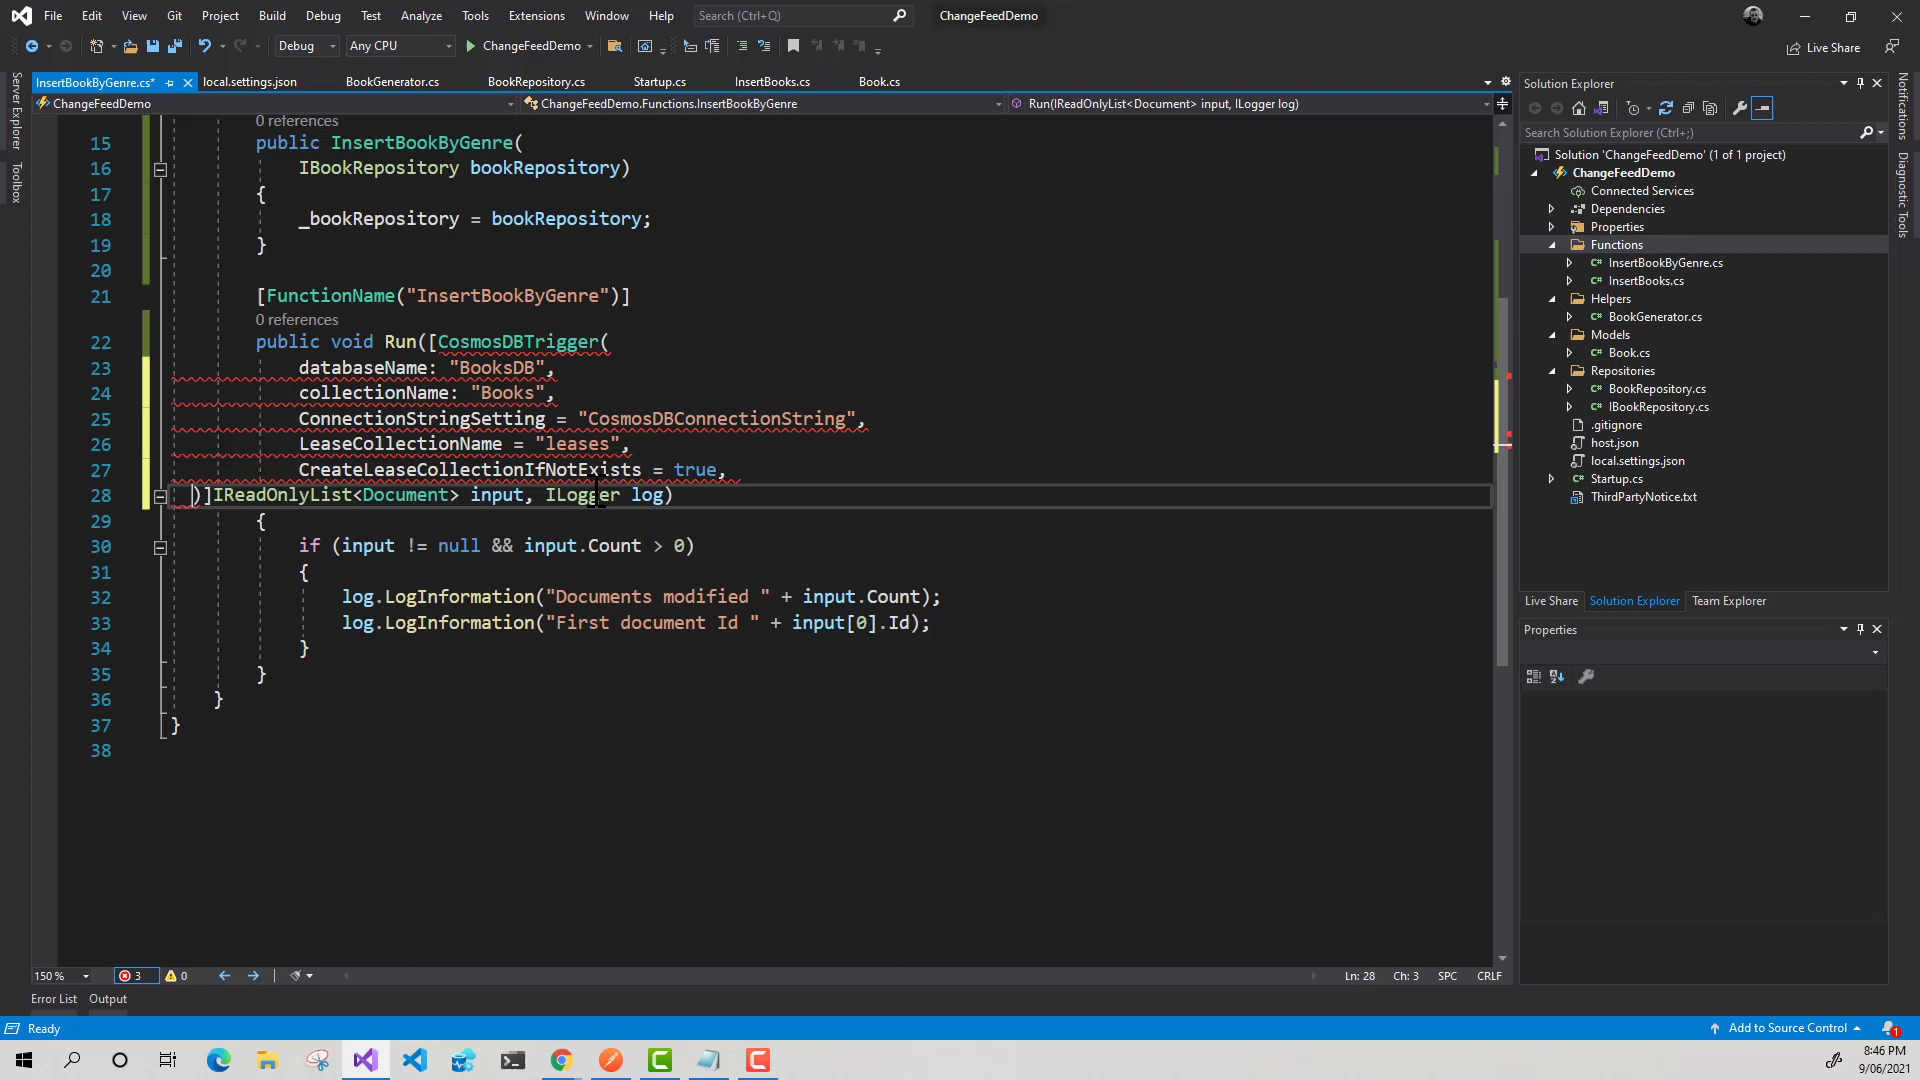 File Edit View Git Project Build Debug Test Analyze Tools Extensions Window Help Search (Ctrl+Q) ChangeFeedDemo
Debug Any CPU ChangeFeedDemo Live Share
InsertBookByGenre.cs* local.settings.json BookGenerator.cs BookRepository.cs Startup.cs InsertBooks.cs Book.cs
ChangeFeedDemo ChangeFeedDemo.Functions.InsertBookByGenre Run(IReadOnlyList<Document> input, ILogger log)
Server Explorer
Toolbox
0 references
15 public InsertBookByGenre(
16 IBookRepository bookRepository)
17 {
18 _bookRepository = bookRepository;
19 }
20
21 [FunctionName("InsertBookByGenre")]
0 references
22 public void Run([CosmosDBTrigger(
23 databaseName: "BooksDB",
24 collectionName: "Books",
25 ConnectionStringSetting = "CosmosDBConnectionString",
26 LeaseCollectionName = "leases",
27 CreateLeaseCollectionIfNotExists = true,
28 )]IReadOnlyList<Document> input, ILogger log)
29 {
30 if (input != null && input.Count > 0)
31 {
32 log.LogInformation("Documents modified " + input.Count);
33 log.LogInformation("First document Id " + input[0].Id);
34 }
35 }
36 }
37 }
38
150 % 3 0 Ln: 28 Ch: 3 SPC CRLF
Error List Output
Solution Explorer
Search Solution Explorer (Ctrl+;)
Solution 'ChangeFeedDemo' (1 of 1 project)
ChangeFeedDemo
Connected Services
Dependencies
Properties
Functions
C# InsertBookByGenre.cs
C# InsertBooks.cs
Helpers
C# BookGenerator.cs
Models
C# Book.cs
Repositories
C# BookRepository.cs
C# IBookRepository.cs
.gitignore
host.json
local.settings.json
C# Startup.cs
ThirdPartyNotice.txt
Live Share Solution Explorer Team Explorer
Properties
Notifications
Diagnostic Tools
Ready Add to Source Control 1
8:46 PM
9/06/2021